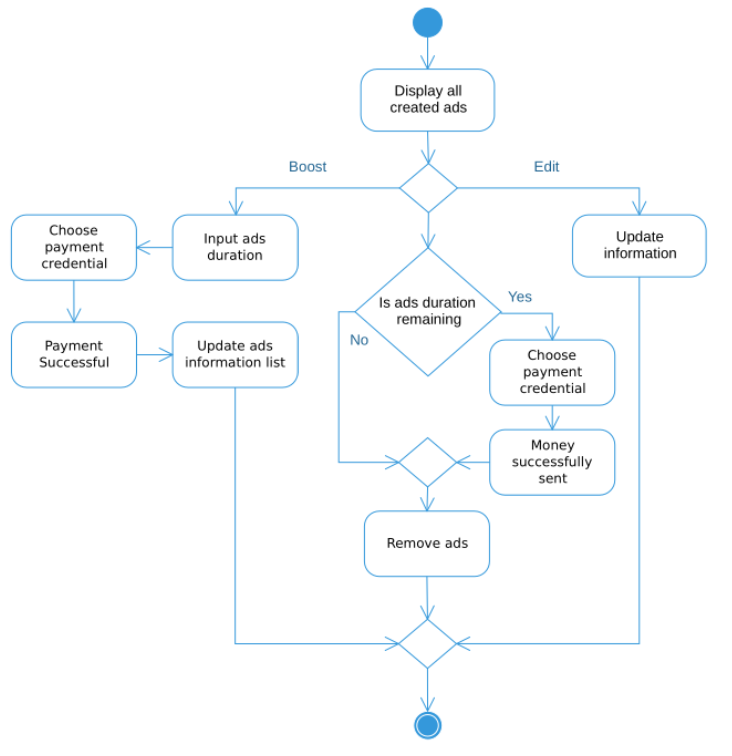 Display all
created ads
Boost
Edit
Choose
payment
credential
Input ads
duration
Update
information
Is ads duration
remaining
Yes
No
Payment
Successful
Update ads
information list
Choose
payment
credential
Money
successfully
sent
Remove ads